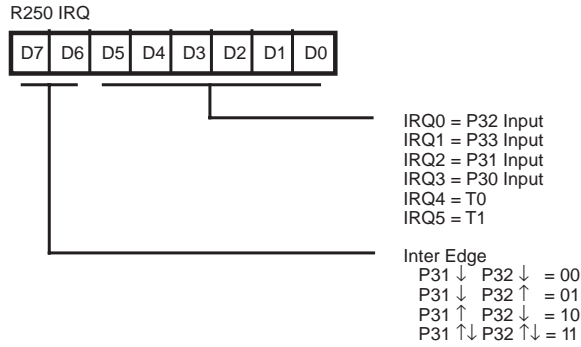 R250 IRQ
D7 D6 D5 D4 D3 D2 D1 D0
IRQ0 = P32 Input
IRQ1 = P33 Input
IRQ2 = P31 Input
IRQ3 = P30 Input
IRQ4 = T0
IRQ5 = T1
Inter Edge
P31 ↓ P32 ↓ = 00
P31 ↓ P32 ↑ = 01
P31 ↑ P32 ↓ = 10
P31 ↑↓ P32 ↑↓ = 11